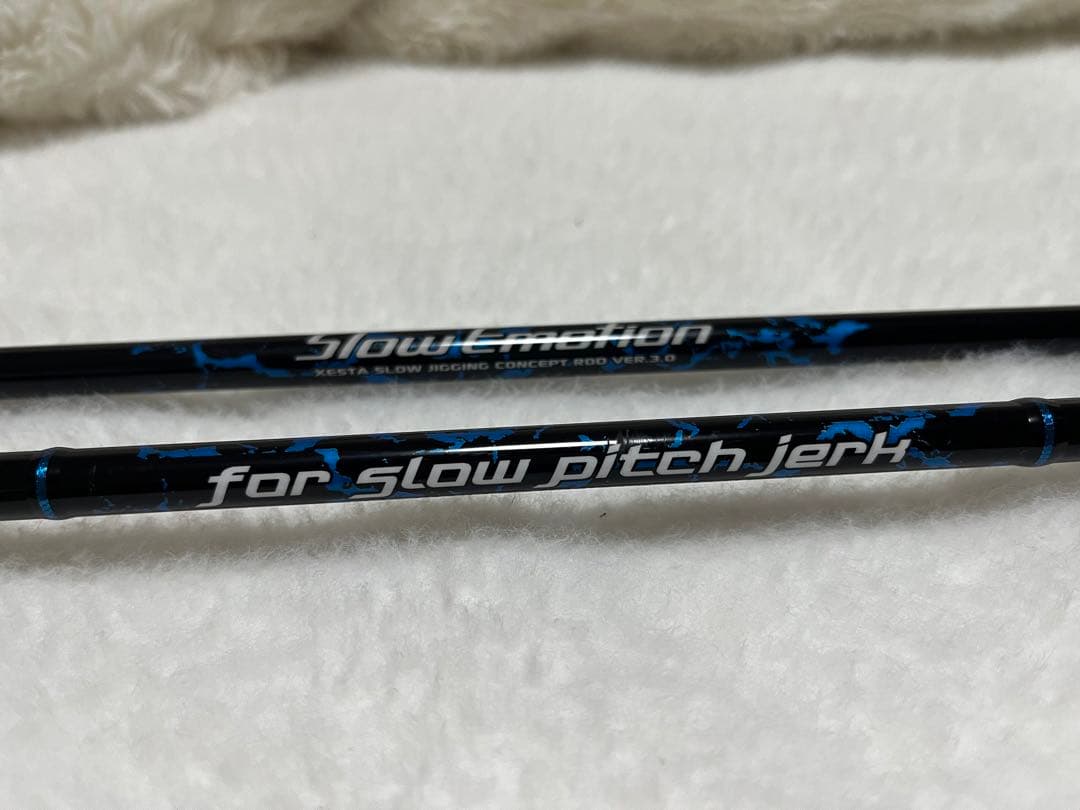 Slow Emotion
XESTA SLOW JIGGING CONCEPT ROD VER.3.0
for slow pitch jerk